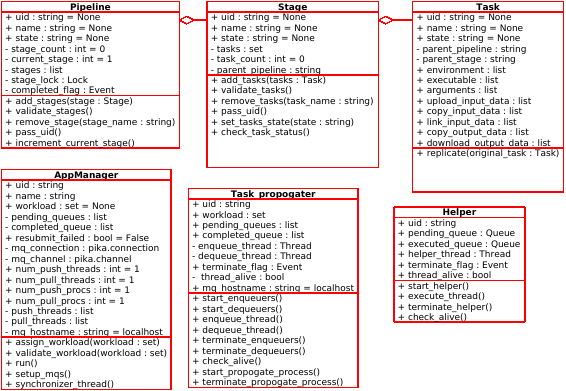 Pipeline
+ uid : string = None
+ name : string = None
+ state : string = None
- stage_count : int = 0
- current_stage : int = 1
- stages : list
- stage_lock : Lock
- completed_flag : Event
+ add_stages(stage : Stage)
+ validate_stages()
+ remove_stage(stage_name : string)
+ pass_uid()
+ increment_current_stage()
Stage
+ uid : string = None
+ name : string = None
+ state : string = None
- tasks : set
- task_count : int = 0
- parent_pipeline : string
+ add_tasks(tasks : Task)
+ validate_tasks()
+ remove_tasks(task_name : string)
+ pass_uid()
+ set_tasks_state(state : string)
+ check_task_status()
Task
+ uid : string = None
+ name : string = None
+ state : string = None
- parent_pipeline : string
- parent_stage : string
+ environment : list
+ executable : list
+ arguments : list
+ upload_input_data : list
+ copy_input_data : list
+ link_input_data : list
+ copy_output_data : list
+ download_output_data : list
+ replicate(original_task : Task)
AppManager
+ uid : string
+ name : string
+ workload : set = None
- pending_queues : list
- completed_queues : list
+ resubmit_failed : bool = False
- mq_connection : pika.connection
- mq_channel : pika.channel
+ num_push_threads : int = 1
+ num_pull_threads : int = 1
+ num_push_procs : int = 1
+ num_pull_procs : int = 1
- push_threads : list
- pull_threads : list
- mq_hostname : string = localhost
+ assign_workload(workload : set)
+ validate_workload(workload : set)
+ run()
+ setup_mqs()
+ synchronizer_thread()
Task_propogater
+ uid : string
+ workload : set
+ pending_queues : list
+ completed_queue : list
- enqueue_thread : Thread
- dequeue_thread : Thread
+ terminate_flag : Event
- thread_alive : bool
+ mq_hostname : string = localhost
+ start_enqueuers()
+ start_dequeuers()
+ enqueue_thread()
+ dequeue_thread()
+ terminate_enqueuers()
+ terminate_dequeuers()
+ check_alive()
+ start_propogate_process()
+ terminate_propogate_process()
Helper
+ uid : string
+ pending_queue : Queue
+ executed_queue : Queue
+ helper_thread : Thread
+ terminate_flag : Event
+ thread_alive : bool
+ start_helper()
+ execute_thread()
+ terminate_helper()
+ check_alive()